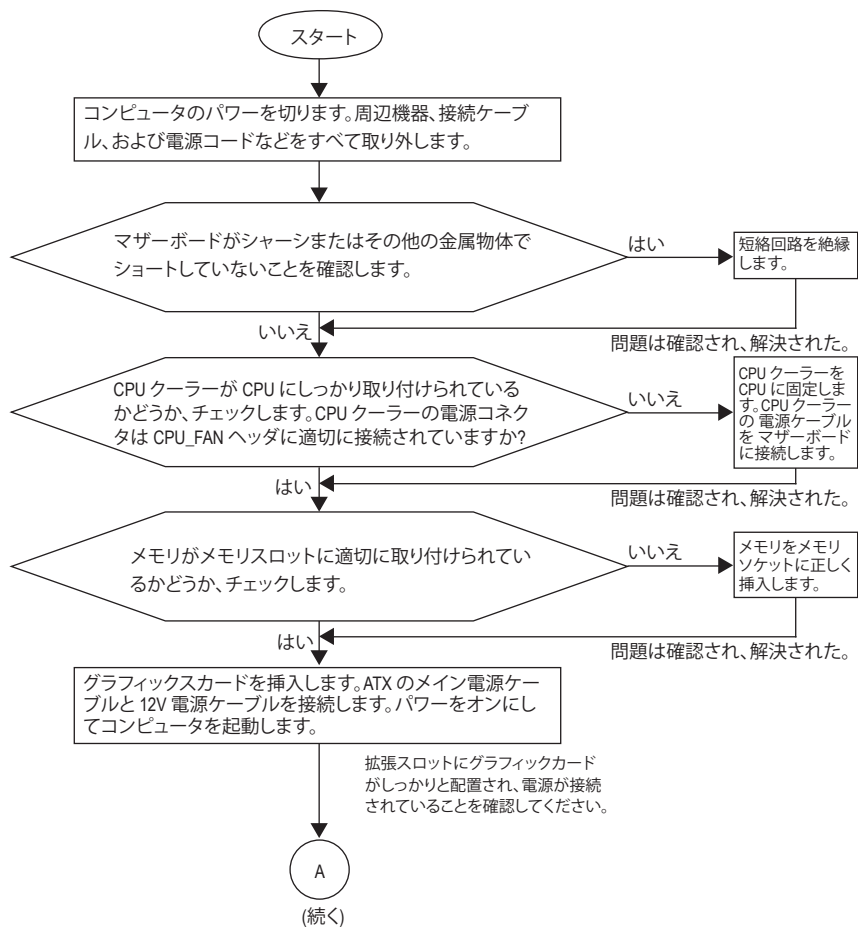 スタート
コンピュータのパワーを切ります。周辺機器、接続ケーブ
ル、および電源コードなどをすべて取り外します。
マザーボードがシャーシまたはその他の金属物体で
ショートしていないことを確認します。
はい
短絡回路を絶縁
します。
いいえ
問題は確認され、解決された。
CPU クーラーが CPU にしっかり取り付けられている
かどうか、チェックします。CPU クーラーの電源コネク
タは CPU_FAN ヘッダに適切に接続されていますか?
いいえ
CPU クーラーを
CPU に固定しま
す。CPU クーラー
の 電源ケーブル
を マザーボード
に接続します。
はい
問題は確認され、解決された。
メモリがメモリスロットに適切に取り付けられてい
るかどうか、チェックします。
いいえ
メモリをメモリ
ソケットに正しく
挿入します。
はい
問題は確認され、解決された。
グラフィックスカードを挿入します。ATX のメイン電源ケー
ブルと 12V 電源ケーブルを接続します。パワーをオンにし
てコンピュータを起動します。
拡張スロットにグラフィックカード
がしっかりと配置され、電源が接続
されていることを確認してください。
A
(続く)